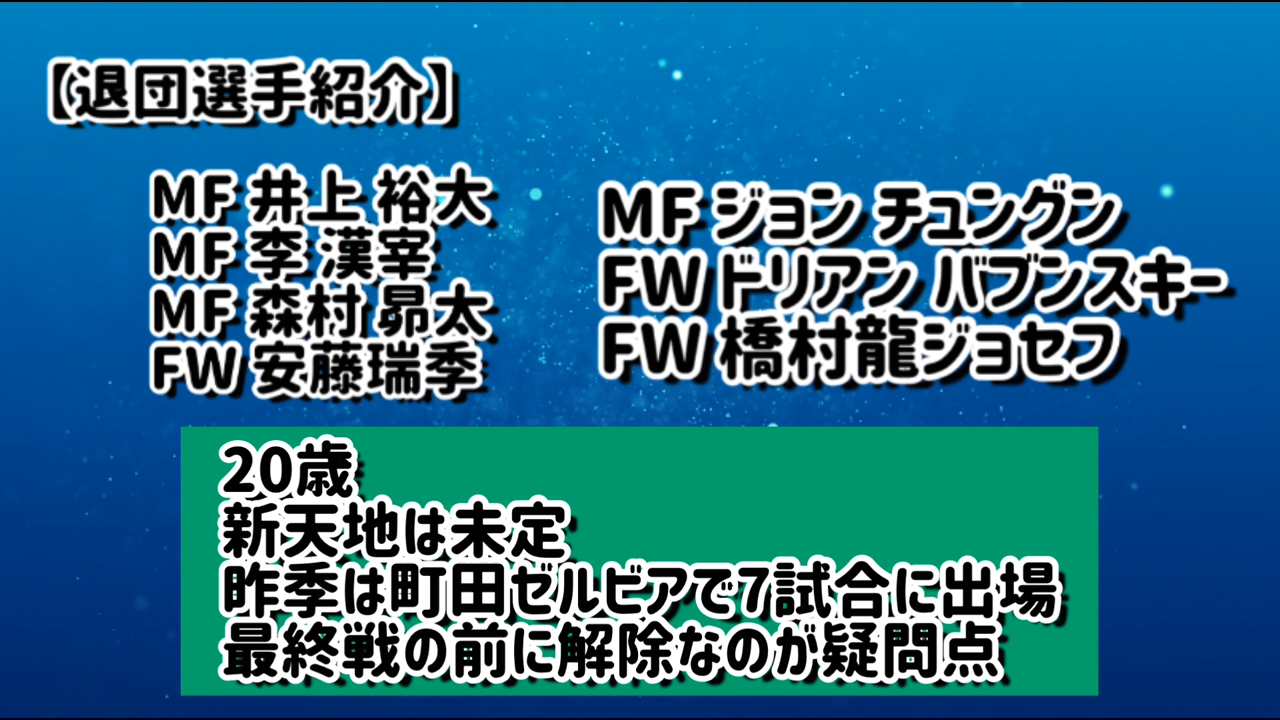 【退団選手紹介】
MF 井上 裕大
MF 李 漢宰
MF 森村 昴太
FW 安藤瑞季
MF ジョン チュングン
FW ドリアン バブンスキー
FW 橋村龍ジョセフ
20歳
新天地は未定
昨季は町田ゼルビアで7試合に出場
最終戦の前に解除なのが疑問点